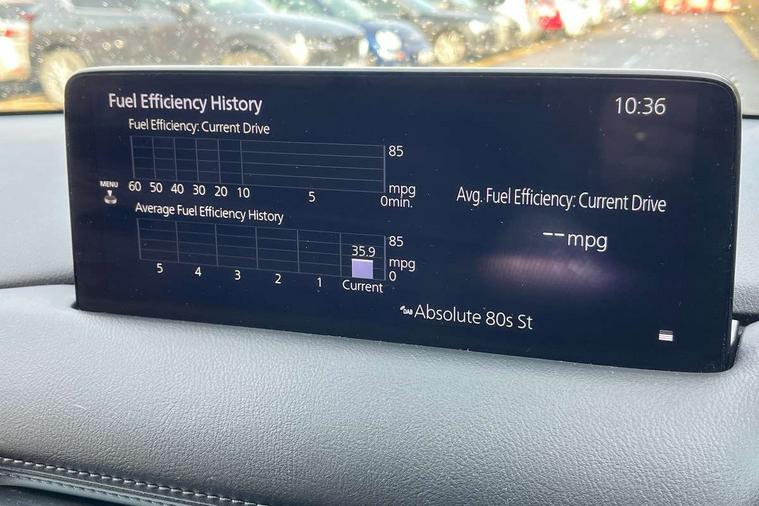 Fuel Efficiency History
10:36
Fuel Efficiency: Current Drive
85
MENU
60 50 40 30 20 10 5 0min.
mpg
Avg. Fuel Efficiency: Current Drive
--mpg
Average Fuel Efficiency History
85
35.9
mpg
0
5 4 3 2 1 Current
DAB Absolute 80s St